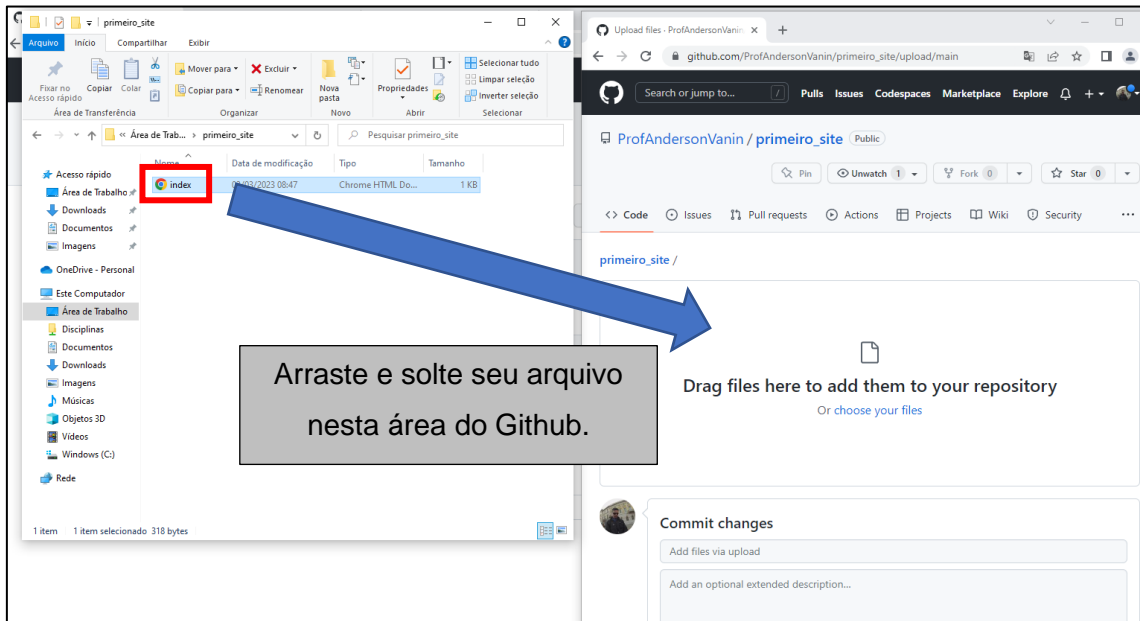 primeiro_site
Arquivo Início Compartilhar Exibir
Fixar no Acesso rápido
Copiar
Colar
Área de Transferência
Mover para
Copiar para
Excluir
Renomear
Organizar
Nova pasta
Novo
Propriedades
Abrir
Selecionar tudo
Limpar seleção
Inverter seleção
Selecionar
« Área de Trab... › primeiro_site
Pesquisar primeiro_site
Nome Data de modificação Tipo Tamanho
index 03/2023 08:47 Chrome HTML Do... 1 KB
Acesso rápido
Área de Trabalho
Downloads
Documentos
Imagens
OneDrive - Personal
Este Computador
Área de Trabalho
Disciplinas
Documentos
Downloads
Imagens
Músicas
Objetos 3D
Vídeos
Windows (C:)
Rede
1 item 1 item selecionado 318 bytes
Arraste e solte seu arquivo
nesta área do Github.
Upload files · ProfAndersonVanin
github.com/ProfAndersonVanin/primeiro_site/upload/main
Search or jump to... / Pulls Issues Codespaces Marketplace Explore
ProfAndersonVanin / primeiro_site Public
Pin Unwatch 1 Fork 0 Star 0
<> Code Issues Pull requests Actions Projects Wiki Security ...
primeiro_site /
Drag files here to add them to your repository
Or choose your files
Commit changes
Add files via upload
Add an optional extended description...